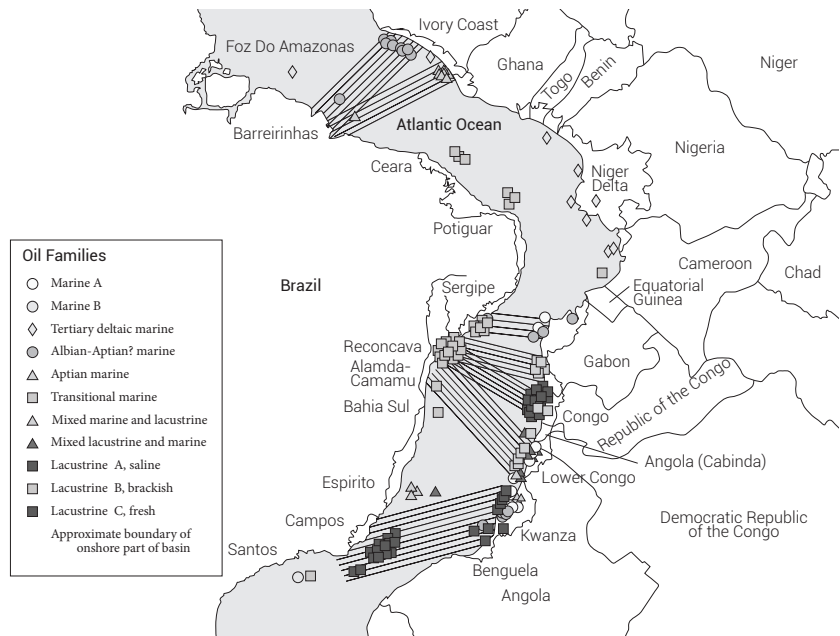 Ivory Coast
Foz Do Amazonas
Ghana
Togo
Benin
Niger
Barreirinhas
Atlantic Ocean
Ceara
Nigeria
Niger
Delta
Potiguar
Oil Families
Marine A
Marine B
Tertiary deltaic marine
Albian-Aptian? marine
Aptian marine
Transitional marine
Mixed marine and lacustrine
Mixed lacustrine and marine
Lacustrine A, saline
Lacustrine B, brackish
Lacustrine C, fresh
Approximate boundary of
onshore part of basin
Brazil
Sergipe
Cameroon
Chad
Equatorial
Guinea
Reconcava
Alamda-
Camamu
Bahia Sul
Gabon
Congo
Republic of the Congo
Angola (Cabinda)
Lower Congo
Espirito
Campos
Santos
Kwanza
Democratic Republic
of the Congo
Benguela
Angola